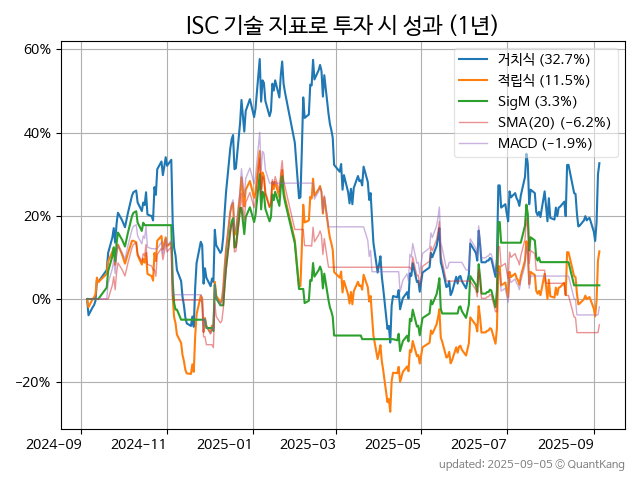 ISC 기술 지표로 투자 시 성과 (1년)
60%
40%
20%
0%
−20%
거치식 (32.7%)
적립식 (11.5%)
SigM (3.3%)
SMA(20) (−6.2%)
MACD (−1.9%)
2024−09
2024−11
2025−01
2025−03
2025−05
2025−07
2025−09
updated: 2025-09-05 ⓒ QuantKang